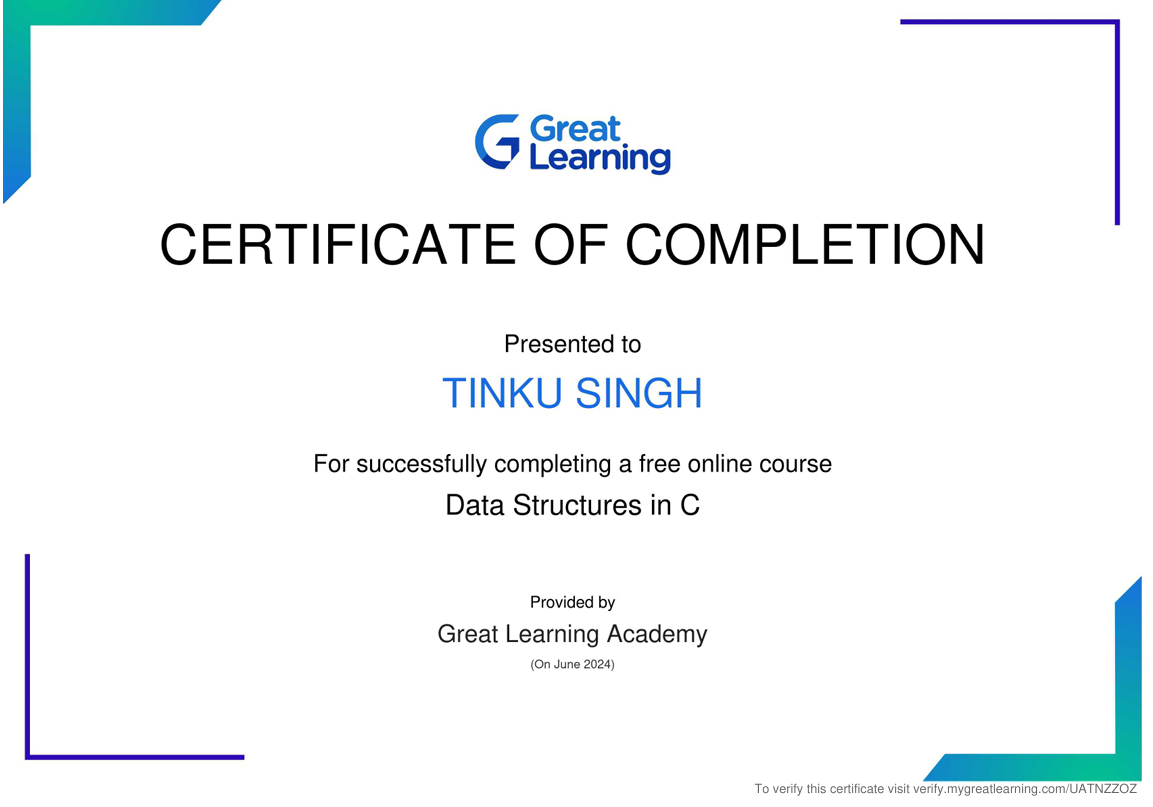 Great
Learning
CERTIFICATE OF COMPLETION
Presented to
TINKU SINGH
For successfully completing a free online course
Data Structures in C
Provided by
Great Learning Academy
(On June 2024)
To verify this certificate visit verify.mygreatlearning.com/UATNZZOZ